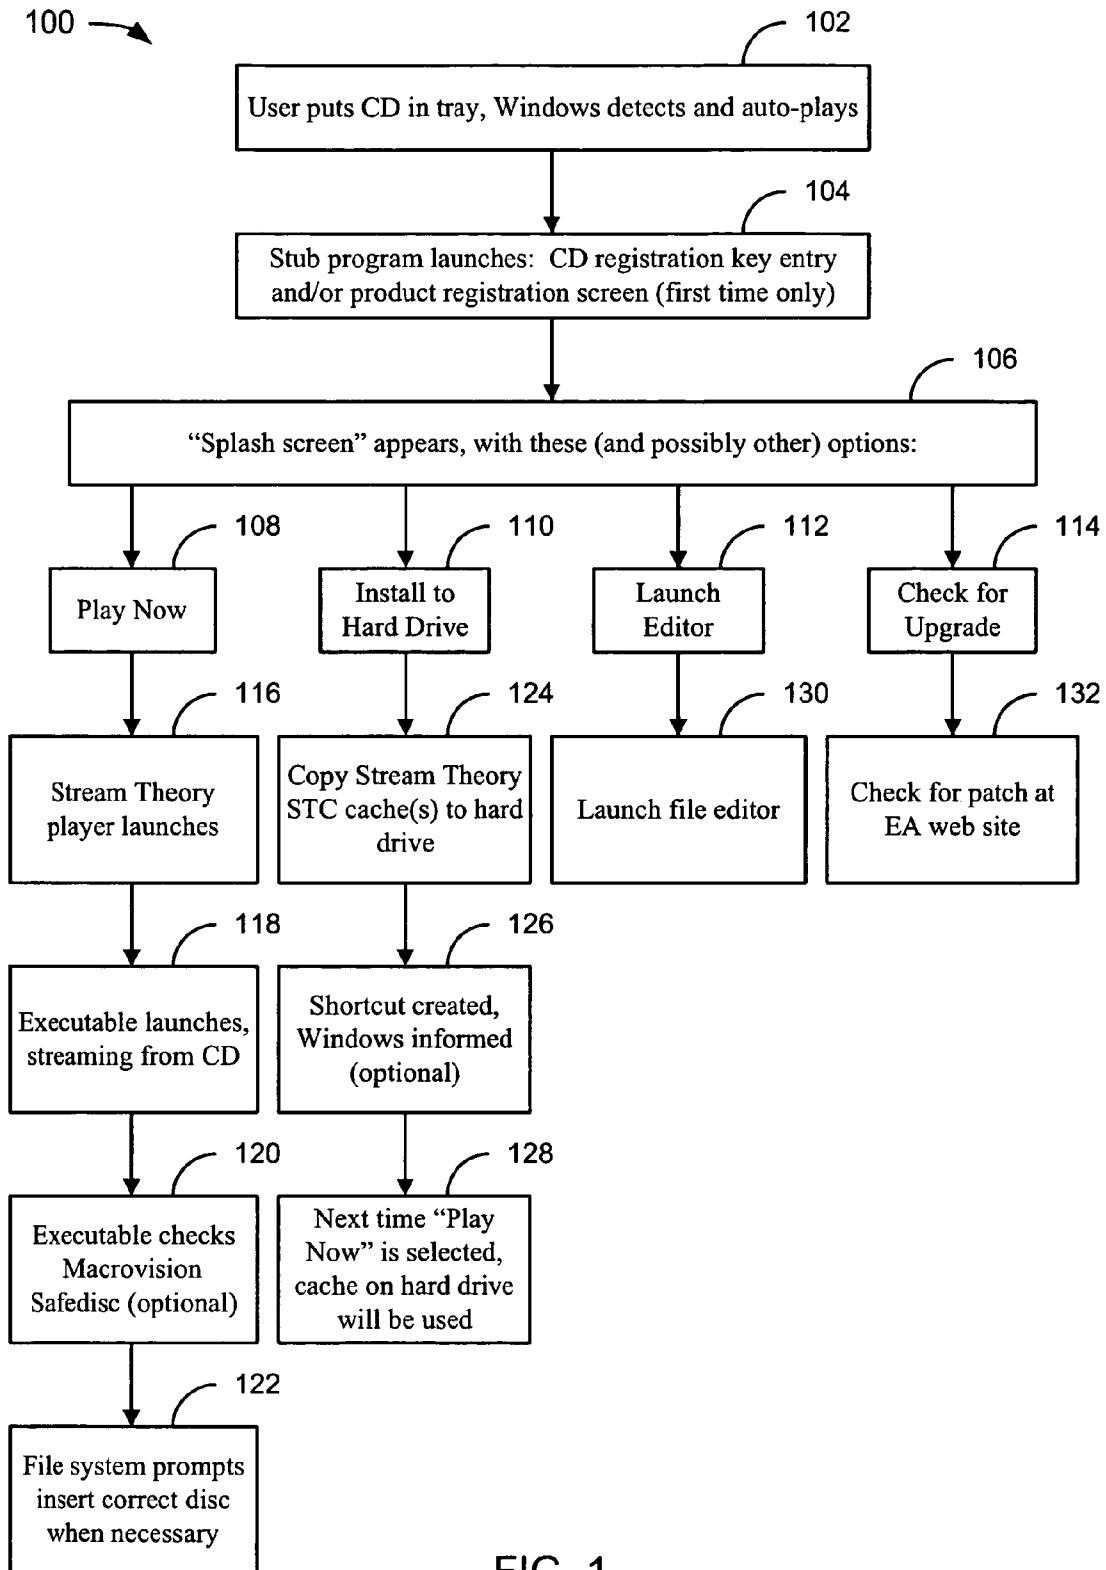 100
102
User puts CD in tray, Windows detects and auto-plays
104
Stub program launches: CD registration key entry
and/or product registration screen (first time only)
106
“Splash screen” appears, with these (and possibly other) options:
108
Play Now
110
Install to
Hard Drive
112
Launch
Editor
114
Check for
Upgrade
116
Stream Theory
player launches
124
Copy Stream Theory
STC cache(s) to hard
drive
130
Launch file editor
132
Check for patch at
EA web site
118
Executable launches,
streaming from CD
126
Shortcut created,
Windows informed
(optional)
120
Executable checks
Macrovision
Safedisc (optional)
128
Next time “Play
Now” is selected,
cache on hard drive
will be used
122
File system prompts
insert correct disc
when necessary
FIG. 1